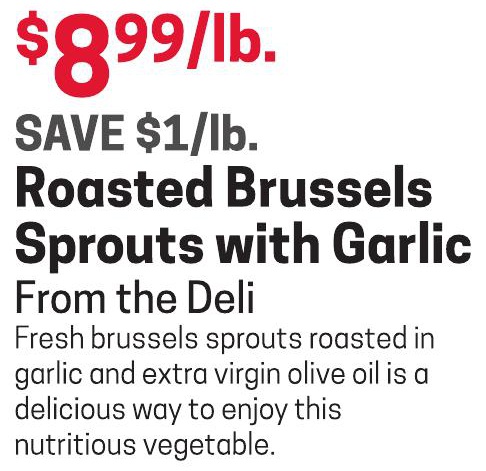 $899/lb.
SAVE $1/lb.
Roasted Brussels
Sprouts with Garlic
From the Deli
Fresh brussels sprouts roasted in
garlic and extra virgin olive oil is a
delicious way to enjoy this
nutritious vegetable.